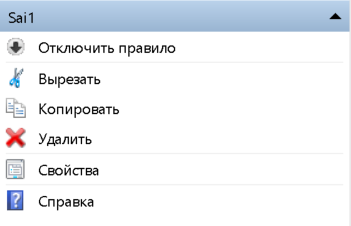 Sai1
Отключить правило
Вырезать
Копировать
Удалить
Свойства
Справка